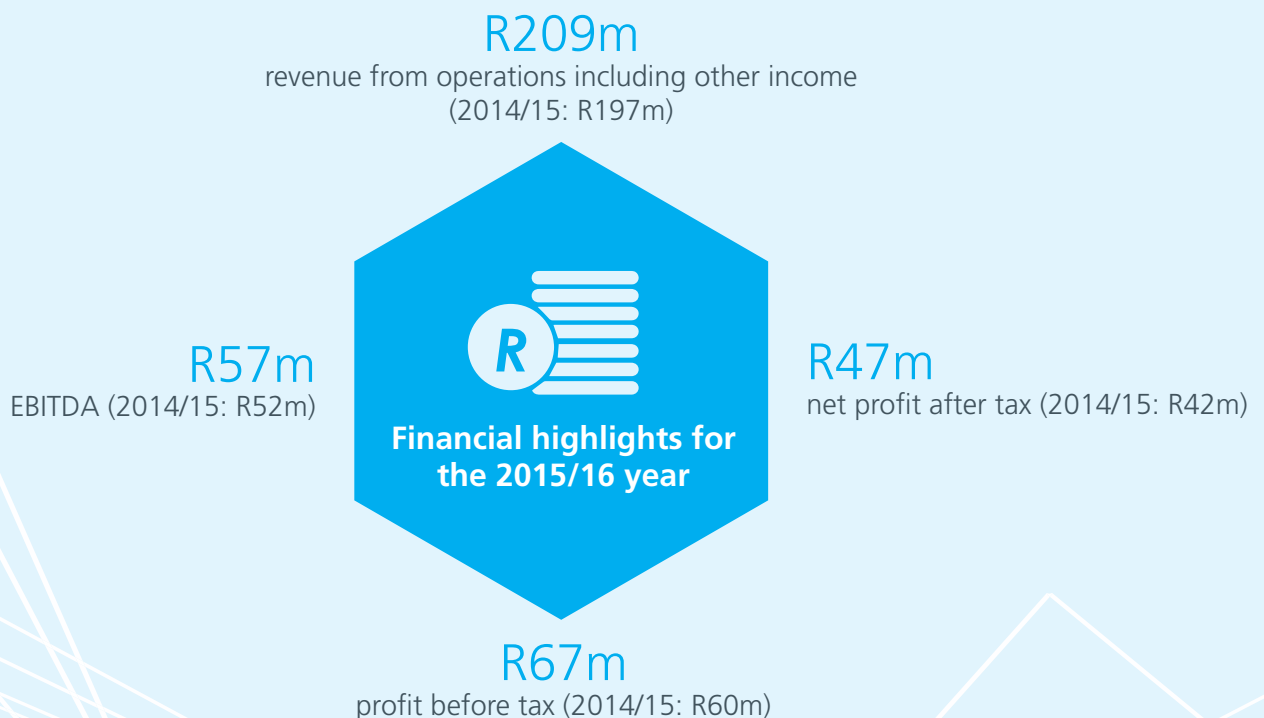 R209m
revenue from operations including other income
(2014/15: R197m)
R57m
EBITDA (2014/15: R52m)
R
Financial highlights for
the 2015/16 year
R47m
net profit after tax (2014/15: R42m)
R67m
profit before tax (2014/15: R60m)